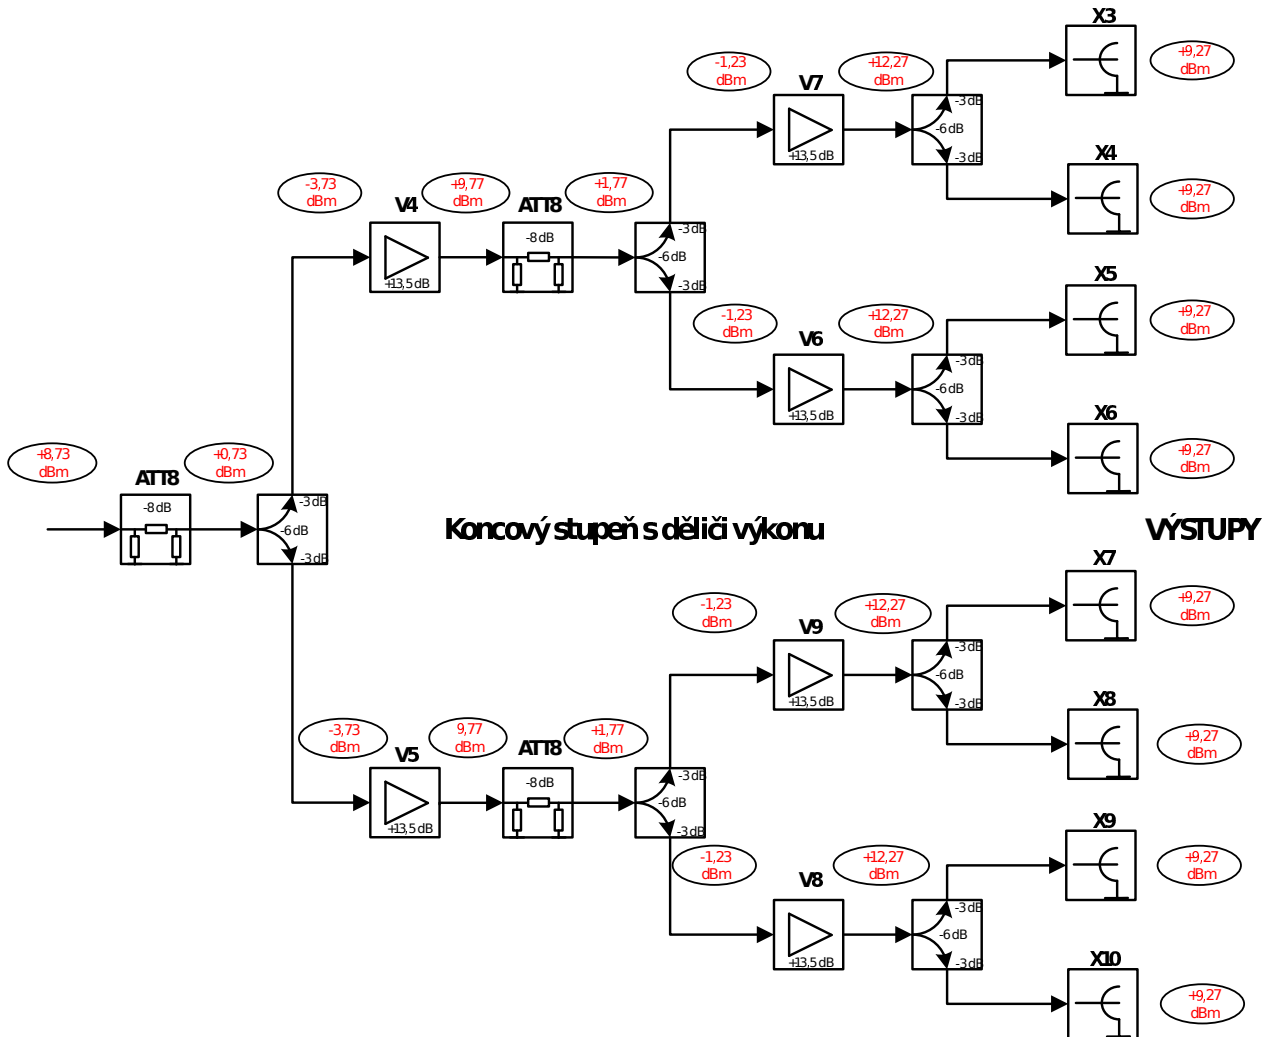 X3
-1,23
dBm
+12,27
dBm
+9,27
dBm
V7
-3dB
-6dB
+13,5dB
-3dB
X4
-3,73
dBm
+9,77
dBm
+1,77
dBm
+9,27
dBm
V4
ATT8
-8dB
-3dB
-6dB
+13,5dB
-3dB
X5
-1,23
dBm
+12,27
dBm
+9,27
dBm
V6
-3dB
-6dB
+13,5dB
-3dB
X6
+8,73
dBm
+0,73
dBm
+9,27
dBm
ATT8
-8dB
-3dB
-6dB
-3dB
Koncový stupeň s děliči výkonu
VÝSTUPY
X7
-1,23
dBm
+12,27
dBm
+9,27
dBm
V9
-3dB
-6dB
+13,5dB
-3dB
X8
-3,73
dBm
9,77
dBm
+1,77
dBm
+9,27
dBm
V5
ATT8
-8dB
-3dB
-6dB
+13,5dB
-3dB
X9
-1,23
dBm
+12,27
dBm
+9,27
dBm
V8
-3dB
-6dB
+13,5dB
-3dB
X10
+9,27
dBm